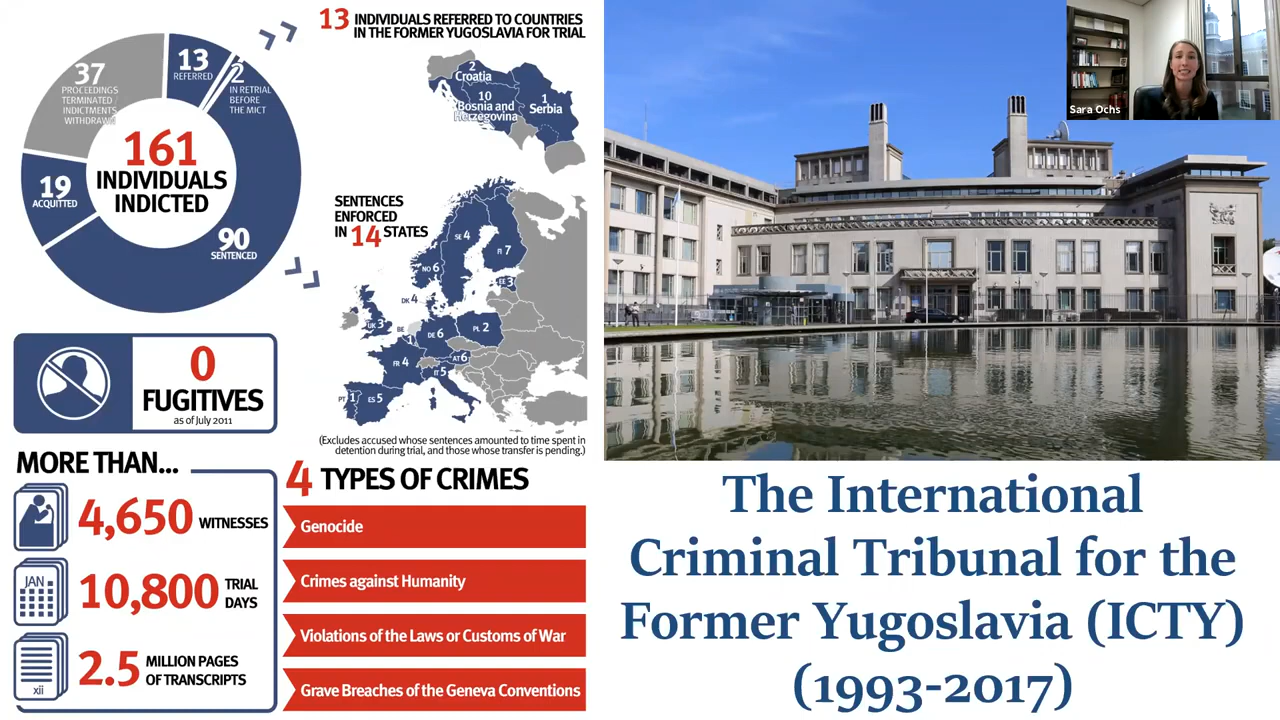 13 INDIVIDUALS REFERRED TO COUNTRIES
IN THE FORMER YUGOSLAVIA FOR TRIAL
37
PROCEEDINGS
TERMINATED
INDICTMENTS
WITHDRAWN
13
REFERRED
2
IN RETRIAL
BEFORE
THE MICT
161
INDIVIDUALS
INDICTED
19
ACQUITTED
90
SENTENCED
2
Croatia
10
Bosnia and
Herzegovina
1
Serbia
SENTENCES
ENFORCED
IN 14 STATES
SE 4
FI 7
NO 6
EE 3
DK 4
UK 3
BE
1
DE 6
PL 2
FR 4
AT 6
IT 5
PT 1
ES 5
(Excludes accused whose sentences amounted to time spent in
detention during trial, and those whose transfer is pending.)
0
FUGITIVES
as of July 2011
MORE THAN...
4,650 WITNESSES
JAN
10,800 TRIAL
DAYS
xii
2.5 MILLION PAGES
OF TRANSCRIPTS
4 TYPES OF CRIMES
Genocide
Crimes against Humanity
Violations of the Laws or Customs of War
Grave Breaches of the Geneva Conventions
Sara Ochs
The International
Criminal Tribunal for the
Former Yugoslavia (ICTY)
(1993-2017)